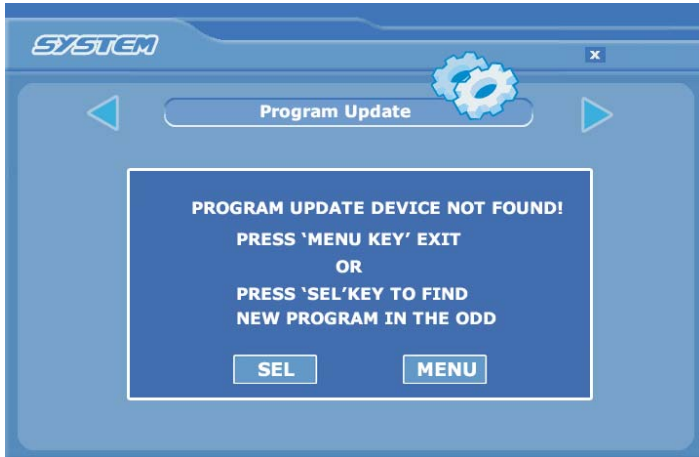 SYSTEM
x
Program Update
PROGRAM UPDATE DEVICE NOT FOUND!
PRESS ‘MENU KEY’ EXIT
OR
PRESS ‘SEL’KEY TO FIND
NEW PROGRAM IN THE ODD
SEL MENU